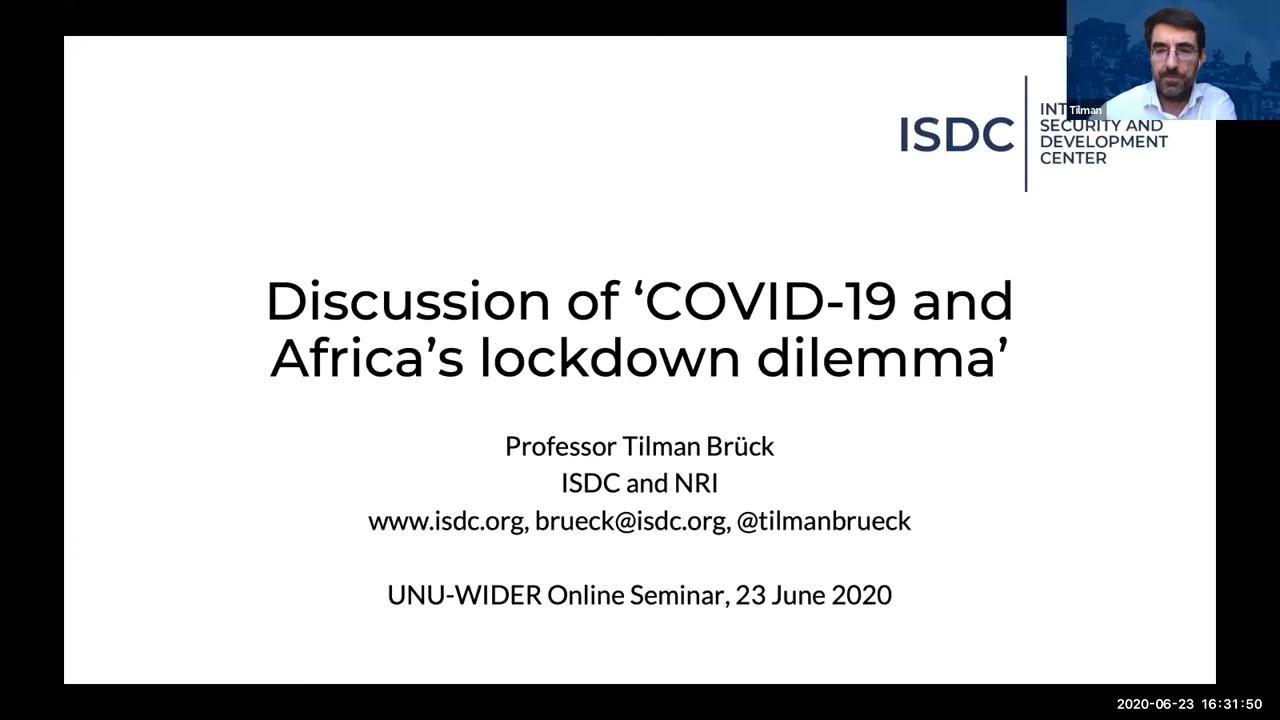 Tilman
ISDC
INT
SECURITY AND
DEVELOPMENT
CENTER
Discussion of ‘COVID-19 and
Africa’s lockdown dilemma’
Professor Tilman Brück
ISDC and NRI
www.isdc.org, brueck@isdc.org, @tilmanbrueck
UNU-WIDER Online Seminar, 23 June 2020
2020-06-23 16:31:50